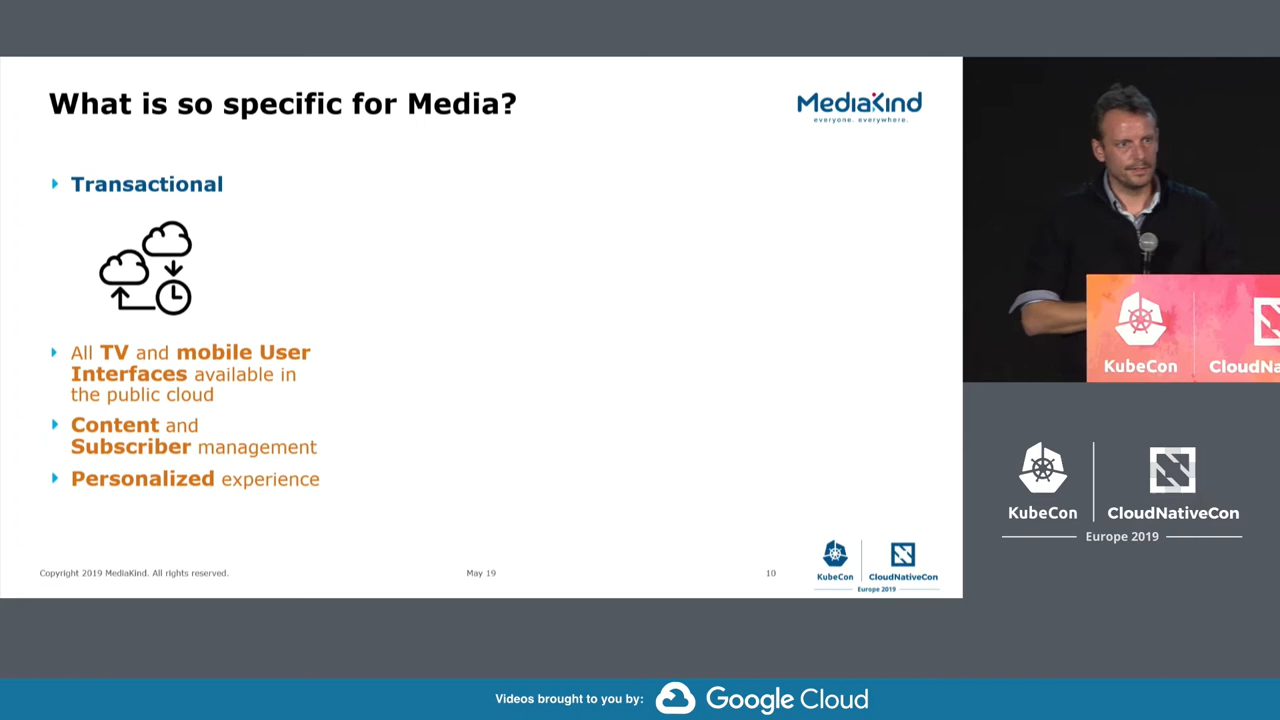 What is so specific for Media?
MediaKind
everyone. everywhere.
Transactional
All TV and mobile User
Interfaces available in
the public cloud
Content and
Subscriber management
Personalized experience
Copyright 2019 MediaKind. All rights reserved.
May 19
10
KubeCon
CloudNativeCon
Europe 2019
KubeCon
CloudNa
KubeCon
CloudNativeCon
Europe 2019
Videos brought to you by:
Google Cloud